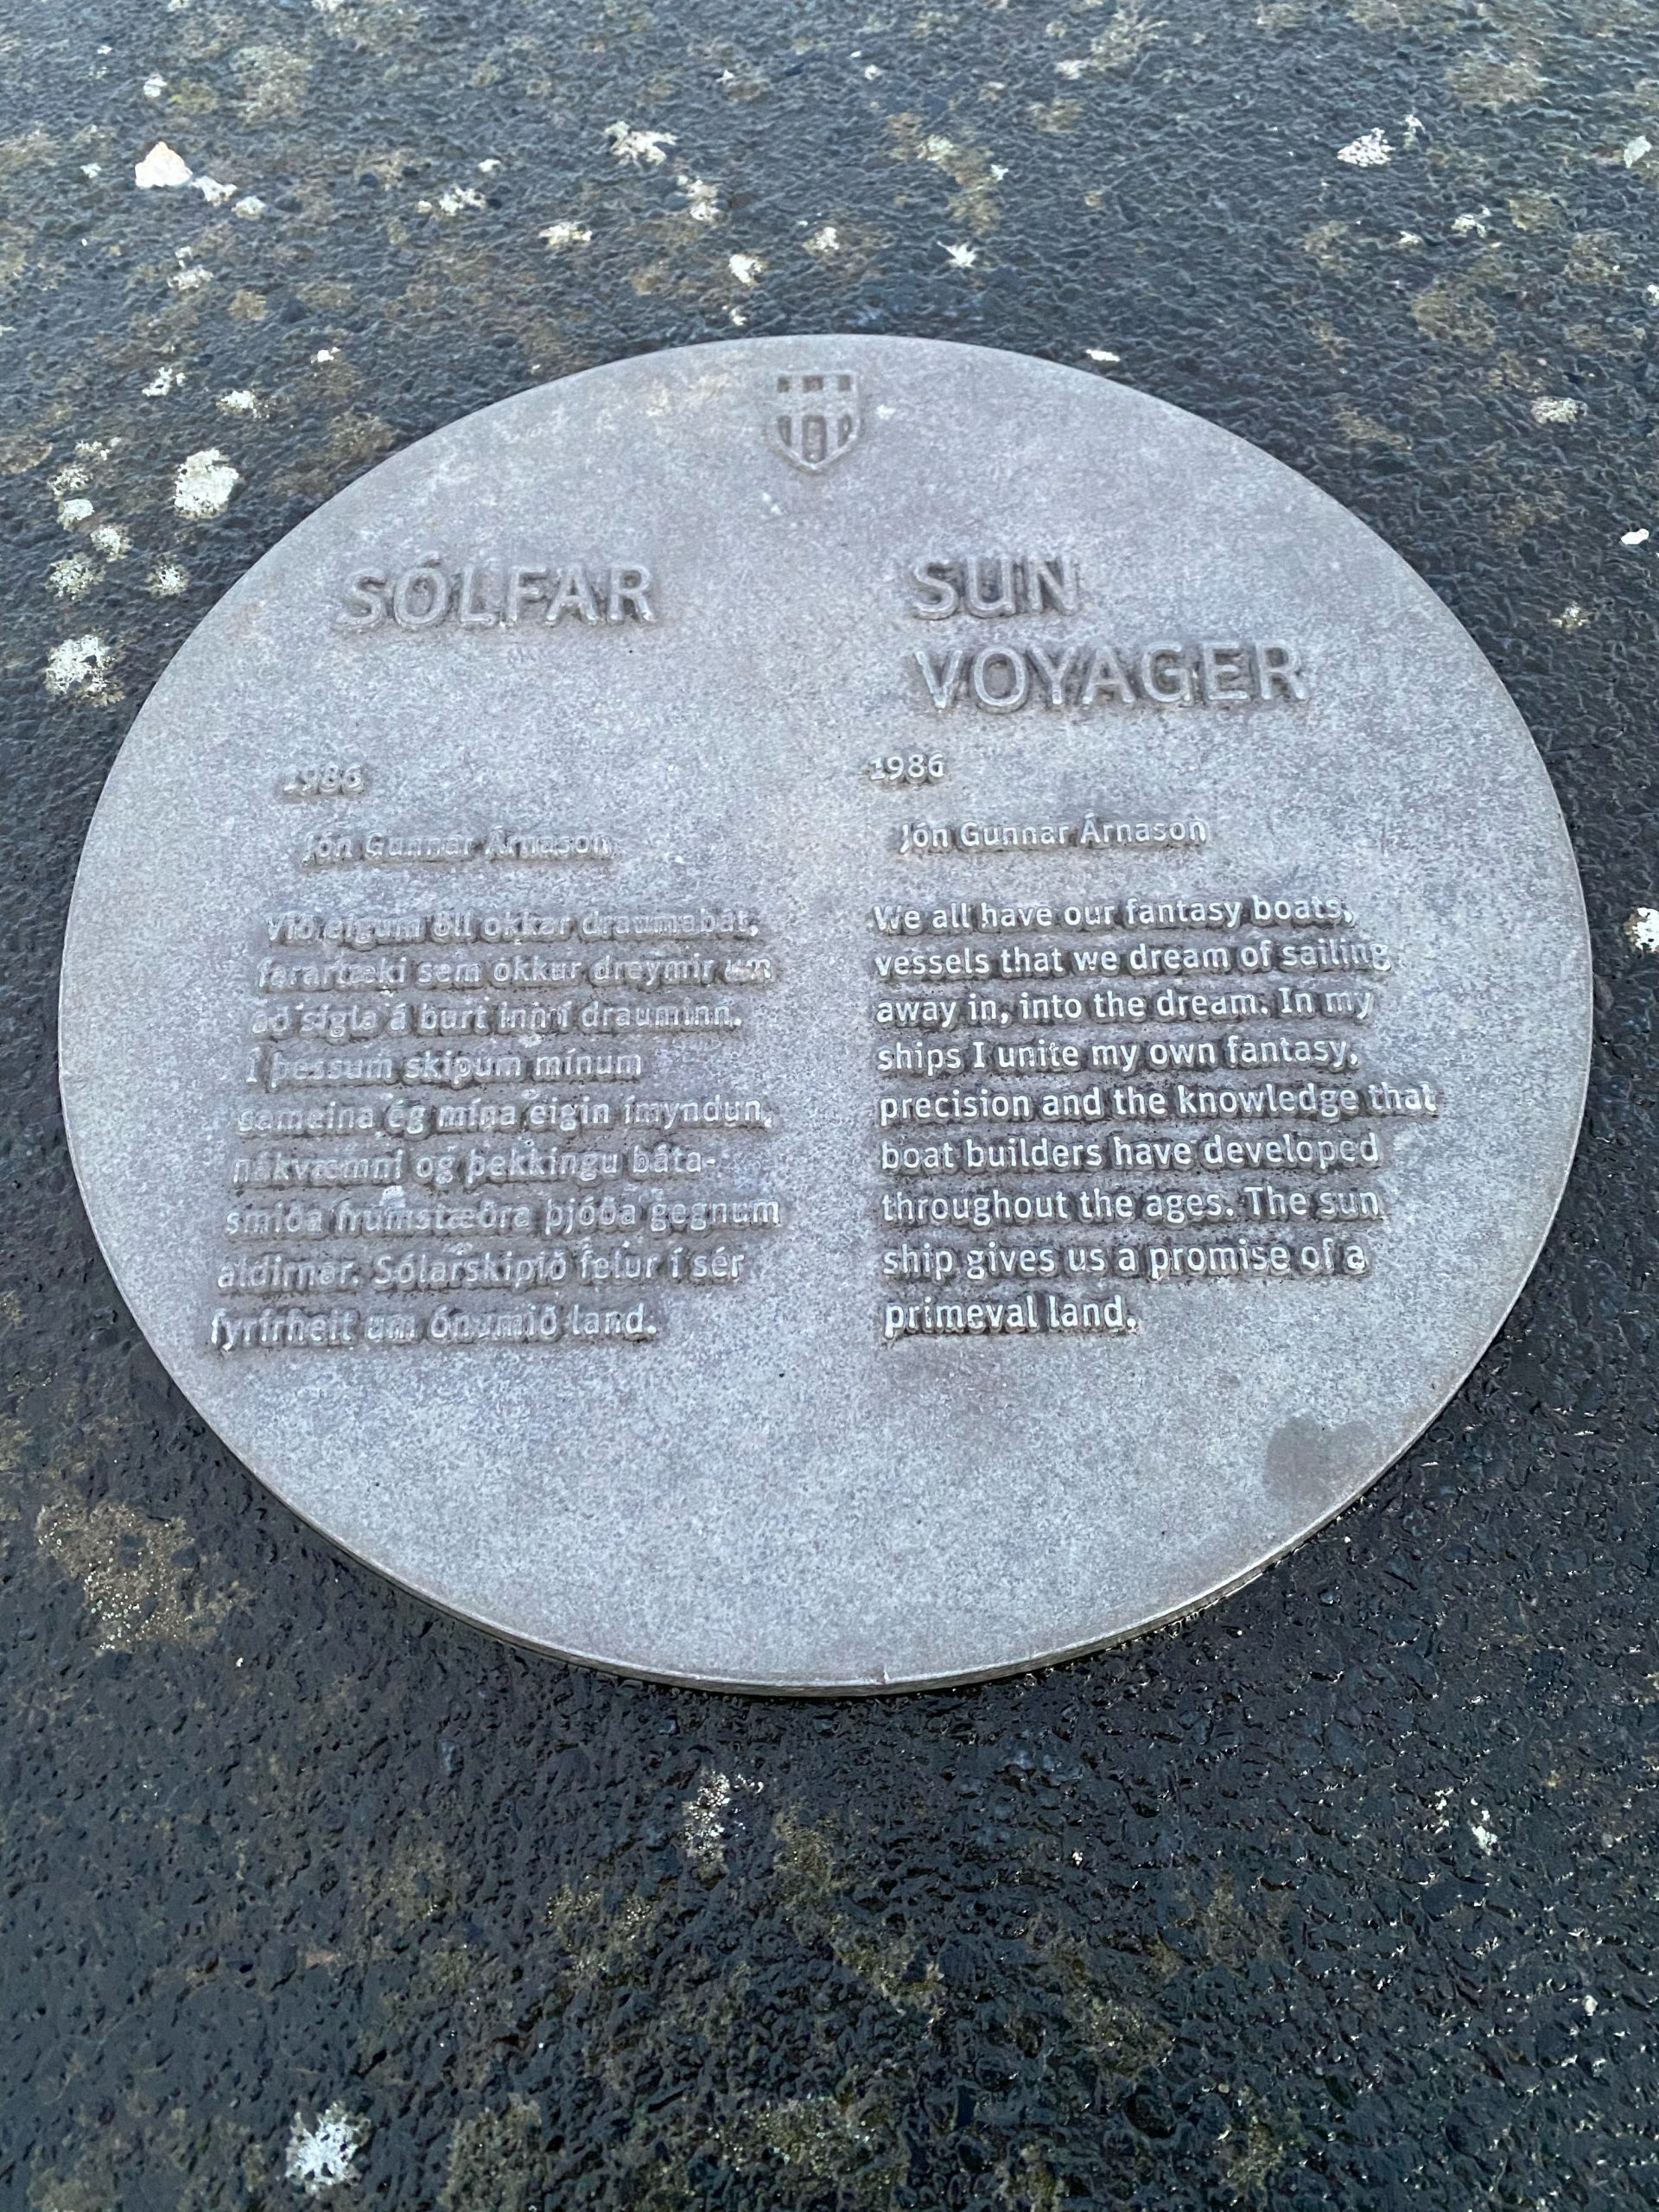 SÓLFAR
1986
Jón Gunnar Árnason
Við eigum öll okkar draumabát,
farartæki sem okkur dreymir um
að sigla á burt inn í drauminn.
Í þessum skipum mínum
sameina ég mína eigin ímyndun,
nákvæmni og þekkingu báta-
smiða frumstæðra þjóða gegnum
aldirnar. Sólarskipið felur í sér
fyrirheit um ónumið land.
SUN
VOYAGER
1986
Jón Gunnar Árnason
We all have our fantasy boats,
vessels that we dream of sailing
away in, into the dream. In my
ships I unite my own fantasy,
precision and the knowledge that
boat builders have developed
throughout the ages. The sun
ship gives us a promise of a
primeval land.